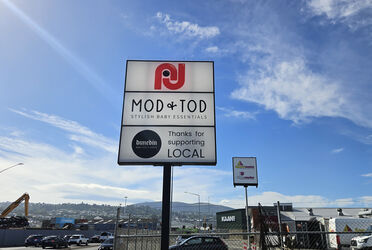 MOD & TOD
STYLISH BABY ESSENTIALS
Thanks for
supporting
LOCAL
dunedin